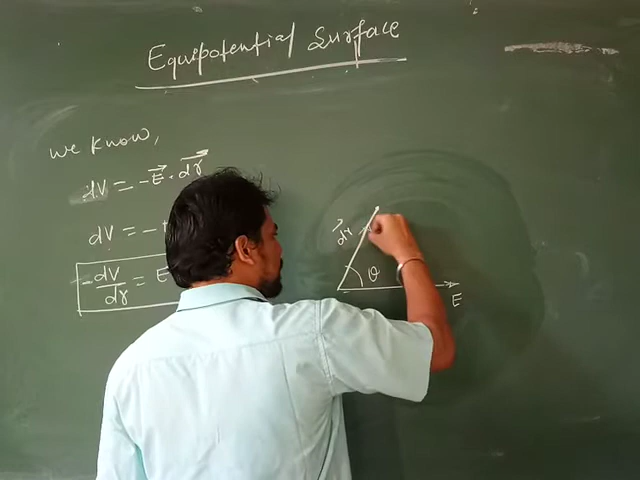 Equipotential Surface
we know,
dV = -E⃗ . dr⃗
dV = -
-dV/dr = E
dr⃗
θ
E